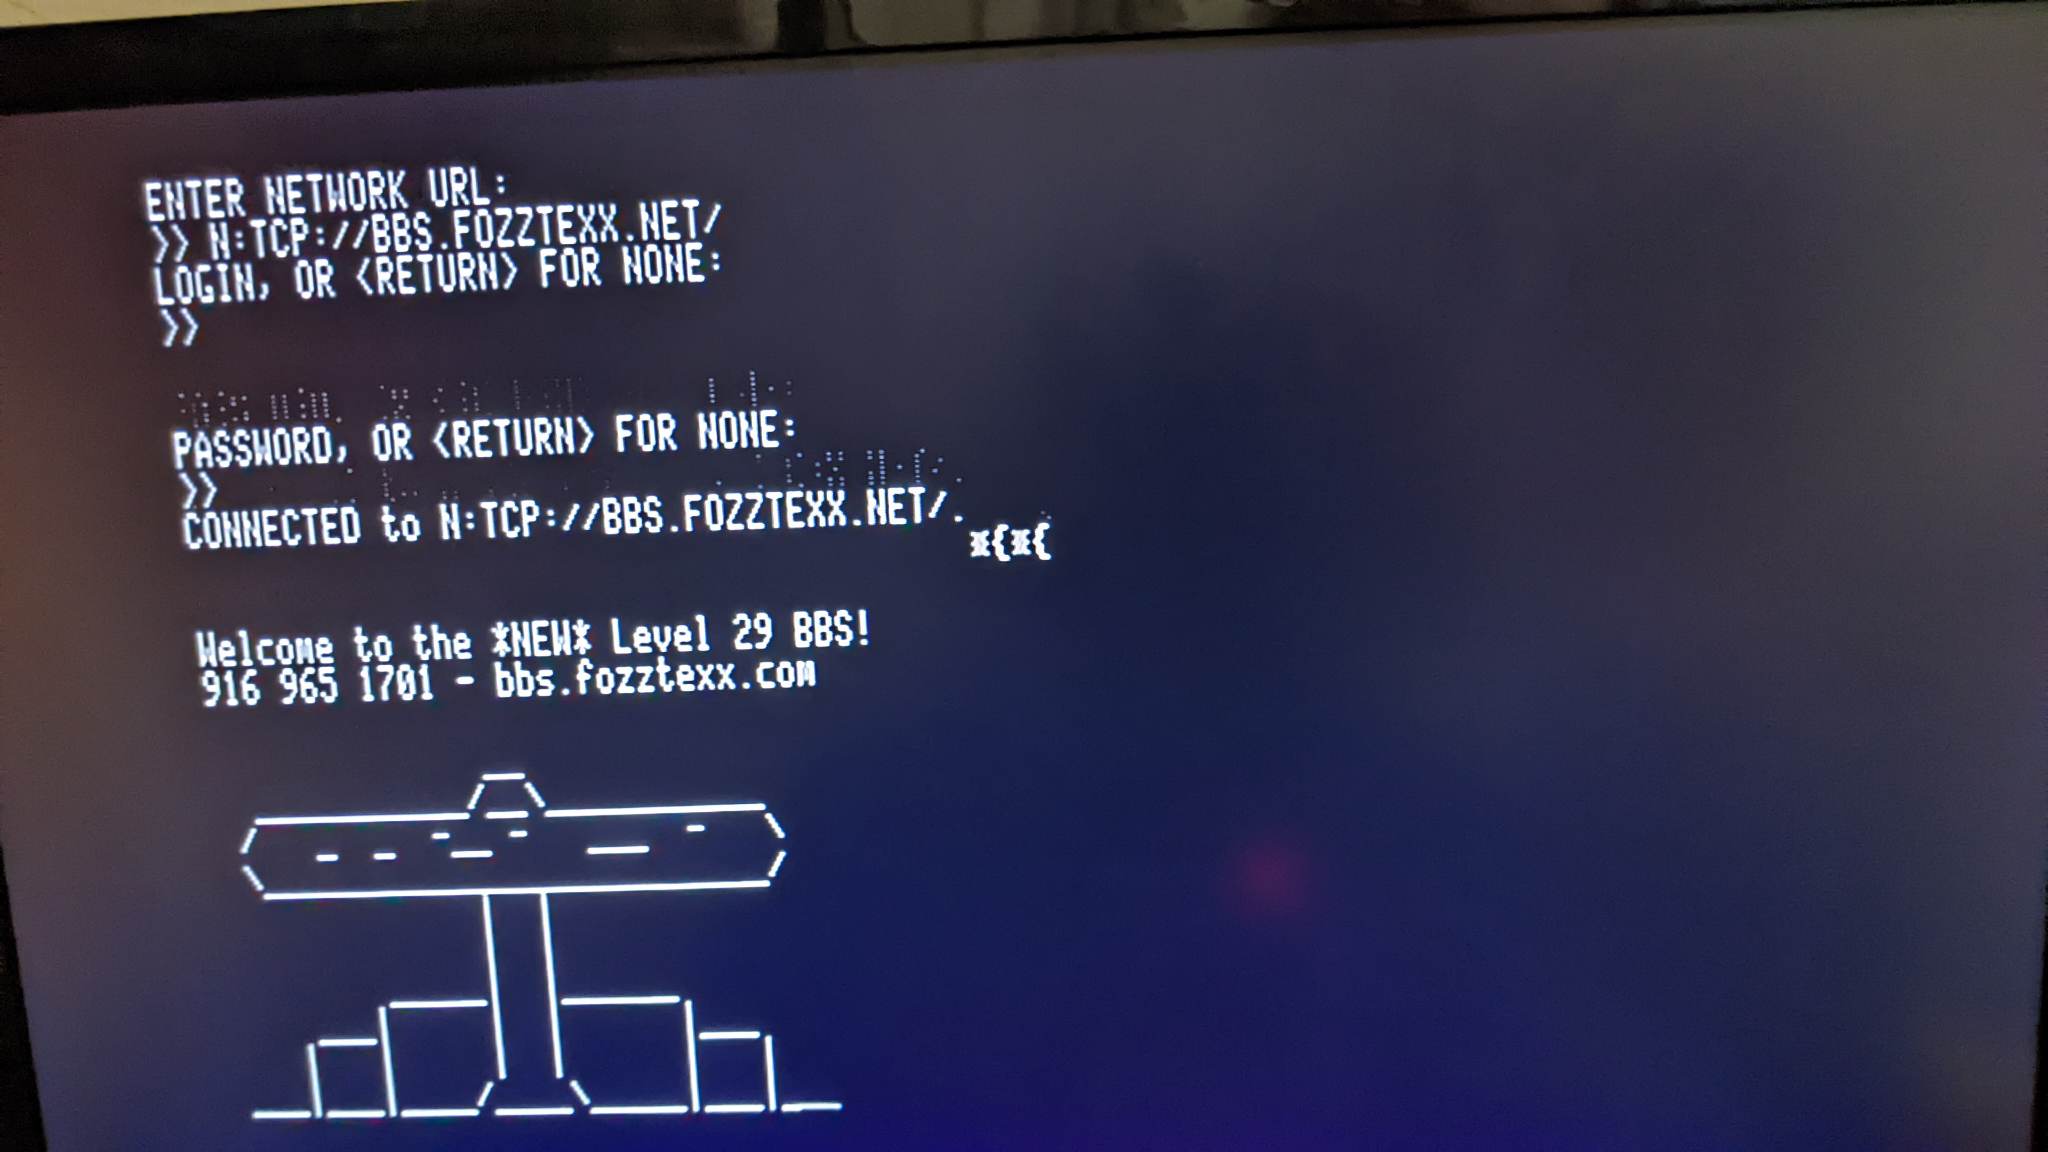 ENTER NETWORK URL:
>> N:TCP://BBS.FOZZTEXX.NET/
LOGIN, OR <RETURN> FOR NONE:
>>
PASSWORD, OR <RETURN> FOR NONE:
>>
CONNECTED to N:TCP://BBS.FOZZTEXX.NET/.
¤{¤{
Welcome to the *NEW* Level 29 BBS!
916 965 1701 - bbs.fozztexx.com